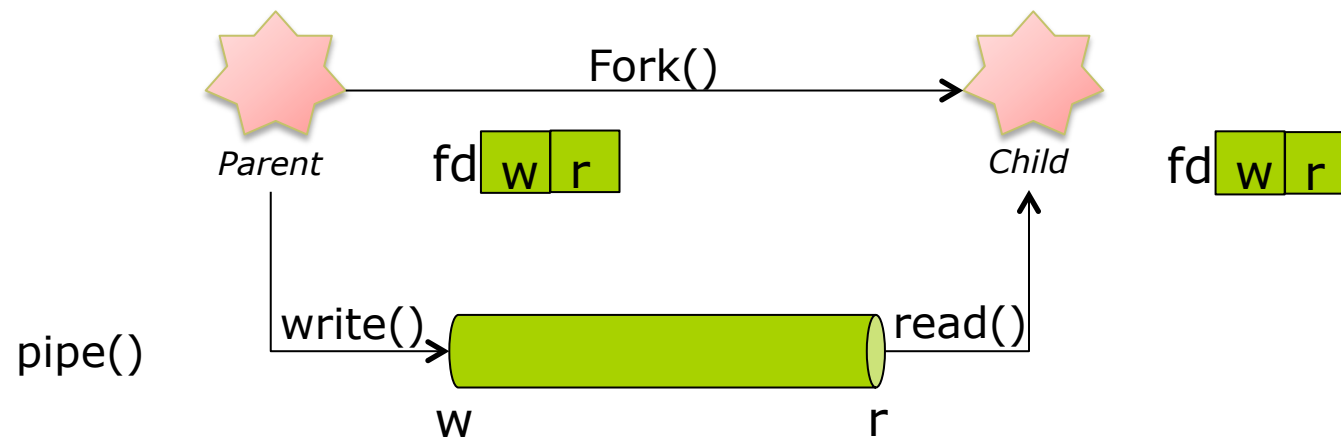 Fork()
Parent
fd w r
Child
fd w r
pipe()
write()
read()
w
r